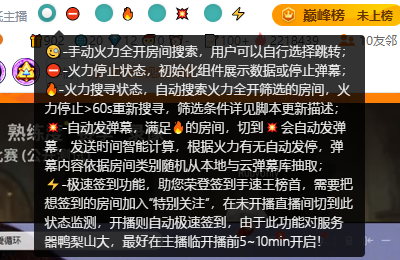 主播
巅峰榜 未上榜
902
20
12
0
100+
2218439
10友邻
😉-手动火力全开房间搜索，用户可以自行选择跳转；
⛔-火力停止状态，初始化组件展示数据或停止弹幕；
🔥-火力搜寻状态，自动搜索火力全开筛选的房间，火
力停止>60s重新搜寻，筛选条件详见脚本更新描述；
💥-自发弹幕，满足🔥的房间，切到💥会自动发弹
幕，发送时间智能计算，根据火力有无自动发停，弹
幕内容依据房间类别随机从本地与云弹幕库抽取；
⚡-极速签到功能，助您荣登签到手速王榜首，需要把
想签到的房间加入“特别关注”，在未开播直间切到此
状态监测，开播则自动极速签到，由于此功能对服务
器鸭梨山大，最好在主播临开播前5~10min开启！
熟练
比赛 (公
爱循环